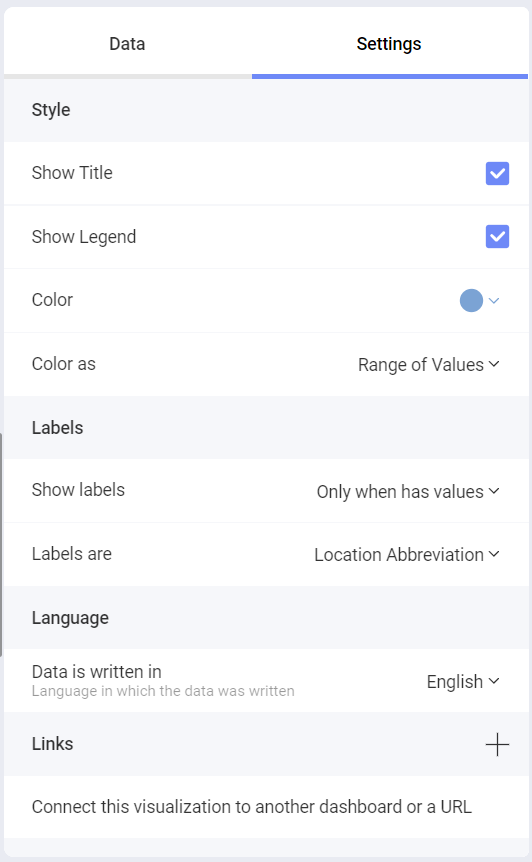 Data Settings
Style
Show Title
Show Legend
Color
Color as Range of Values
Labels
Show labels Only when has values
Labels are Location Abbreviation
Language
Data is written in English
Language in which the data was written
Links
Connect this visualization to another dashboard or a URL